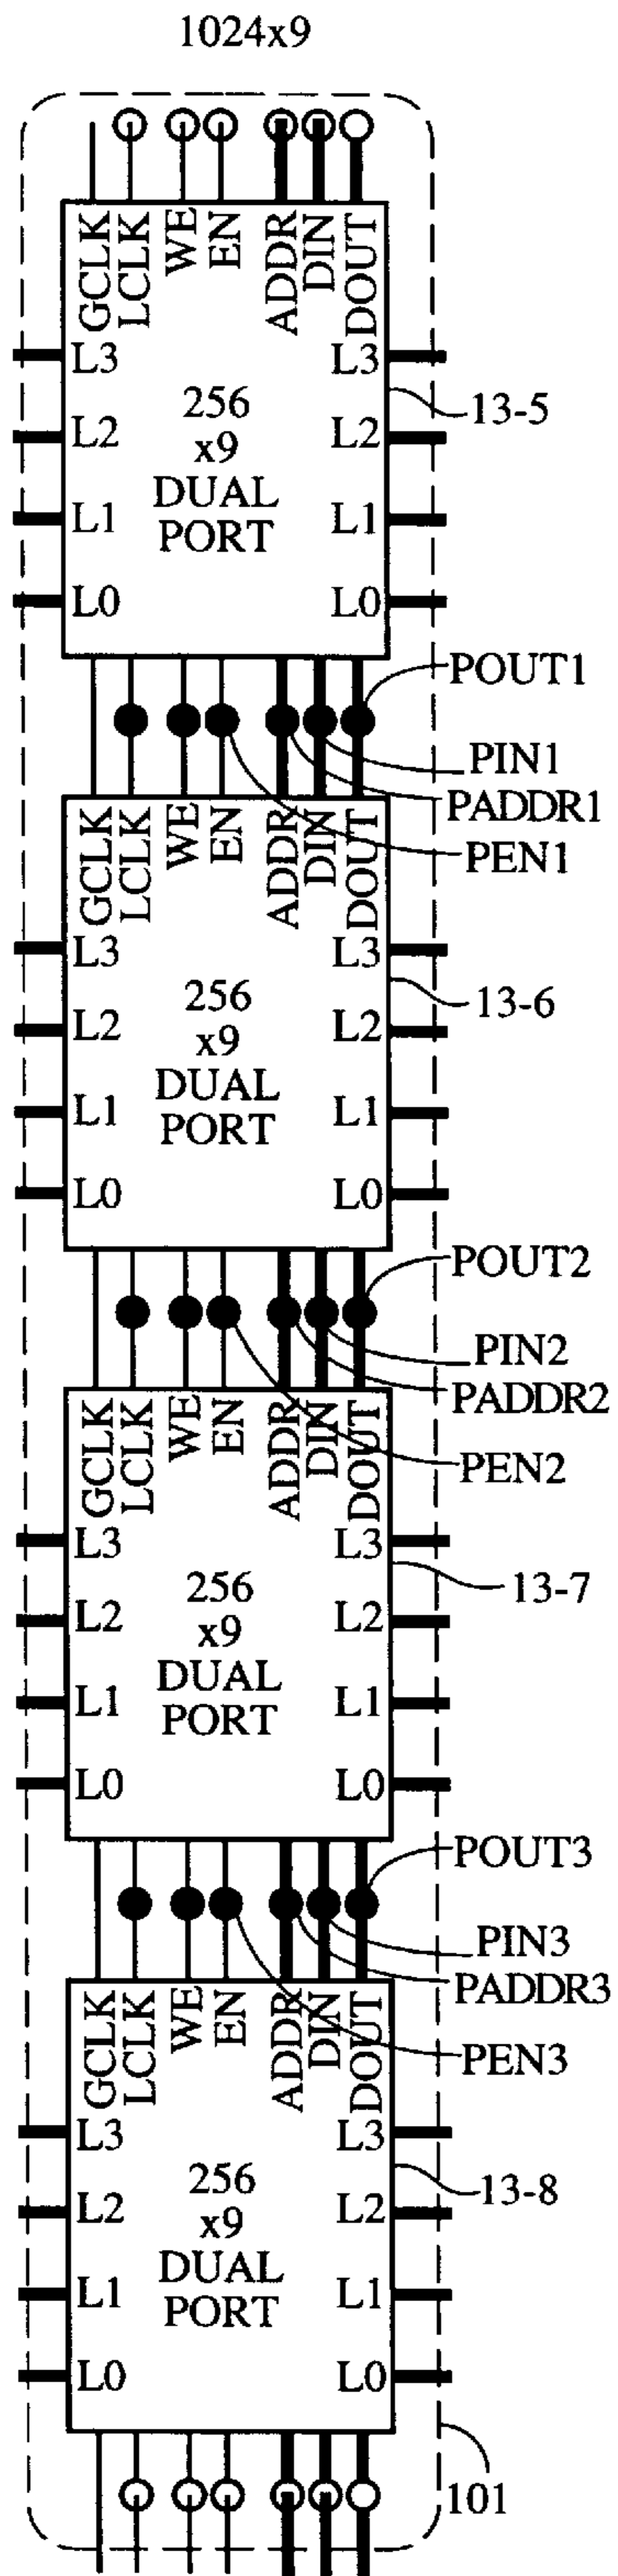 1024x9
GCLK
LCLK
WE
EN
ADDR
DIN
DOUT
L3
L3
256
x9
DUAL
PORT
13-5
L2
L2
L1
L1
L0
L0
POUT1
PIN1
PADDR1
PEN1
GCLK
LCLK
WE
EN
ADDR
DIN
DOUT
L3
L3
256
x9
DUAL
PORT
13-6
L2
L2
L1
L1
L0
L0
POUT2
PIN2
PADDR2
PEN2
GCLK
LCLK
WE
EN
ADDR
DIN
DOUT
L3
L3
256
x9
DUAL
PORT
13-7
L2
L2
L1
L1
L0
L0
POUT3
PIN3
PADDR3
PEN3
GCLK
LCLK
WE
EN
ADDR
DIN
DOUT
L3
L3
256
x9
DUAL
PORT
13-8
L2
L2
L1
L1
L0
L0
101